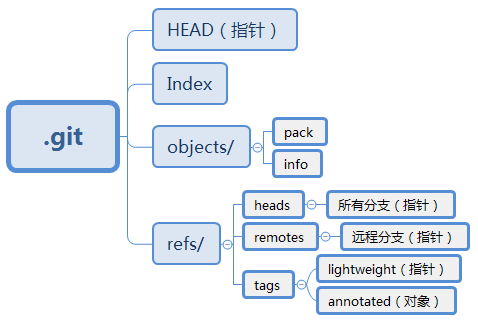 .git
HEAD（指针）
Index
objects/
pack
info
refs/
heads
所有分支（指针）
remotes
远程分支（指针）
tags
lightweight（指针）
annotated（对象）